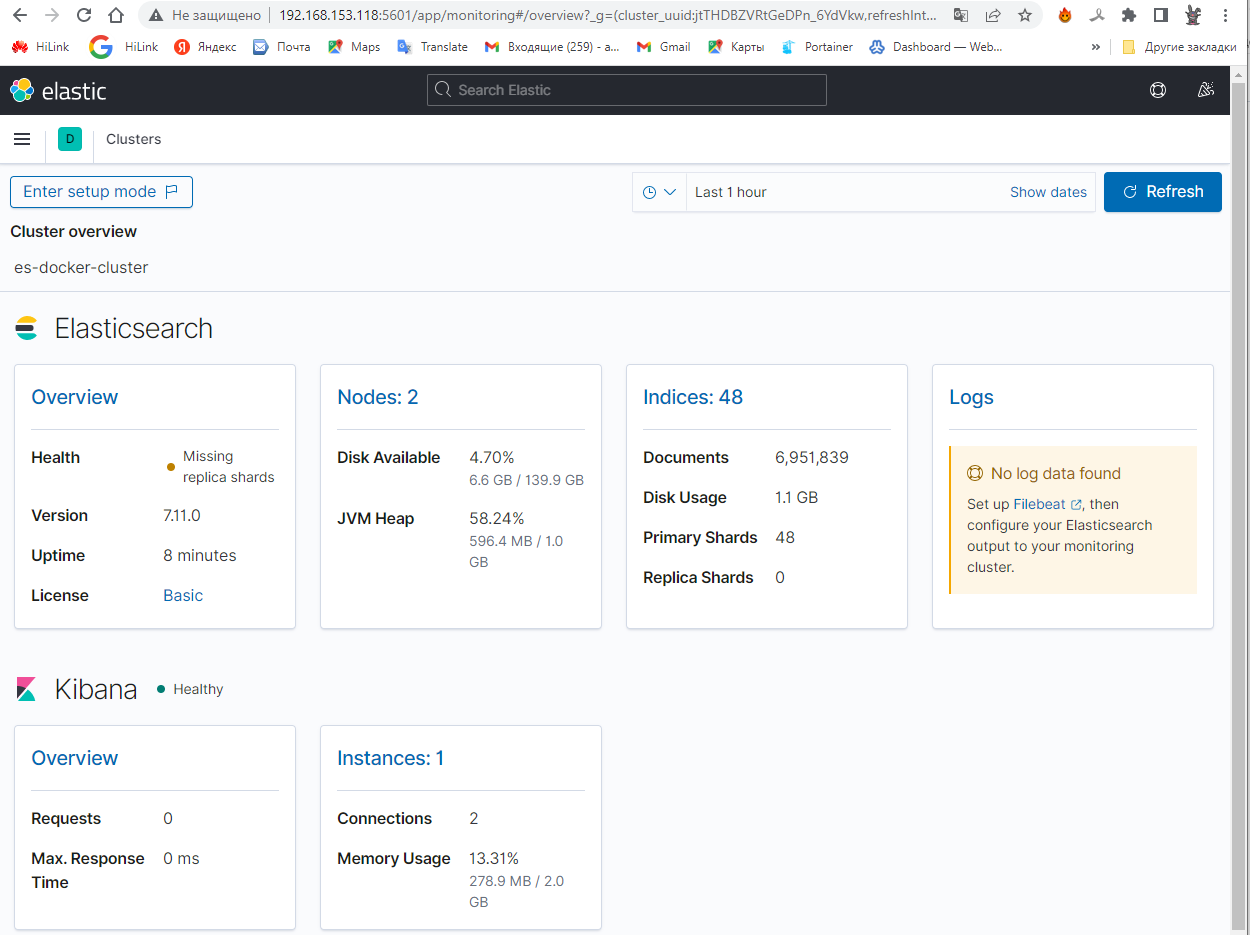 Не защищено 192.168.153.118:5601/app/monitoring#/overview?_g=(cluster_uuid:jtTHDBZVRtGeDPn_6YdVkw,refreshInt...
HiLink HiLink Яндекс Почта Maps Translate Входящие (259) - a... Gmail Карты Portainer Dashboard — Web... » Другие закладки
elastic Search Elastic
D Clusters
Enter setup mode Last 1 hour Show dates Refresh
Cluster overview
es-docker-cluster
Elasticsearch
Overview
Health Missing
replica shards
Version 7.11.0
Uptime 8 minutes
License Basic
Nodes: 2
Disk Available 4.70%
6.6 GB / 139.9 GB
JVM Heap 58.24%
596.4 MB / 1.0
GB
Indices: 48
Documents 6,951,839
Disk Usage 1.1 GB
Primary Shards 48
Replica Shards 0
Logs
No log data found
Set up Filebeat, then
configure your Elasticsearch
output to your monitoring
cluster.
Kibana Healthy
Overview
Requests 0
Max. Response 0 ms
Time
Instances: 1
Connections 2
Memory Usage 13.31%
278.9 MB / 2.0
GB